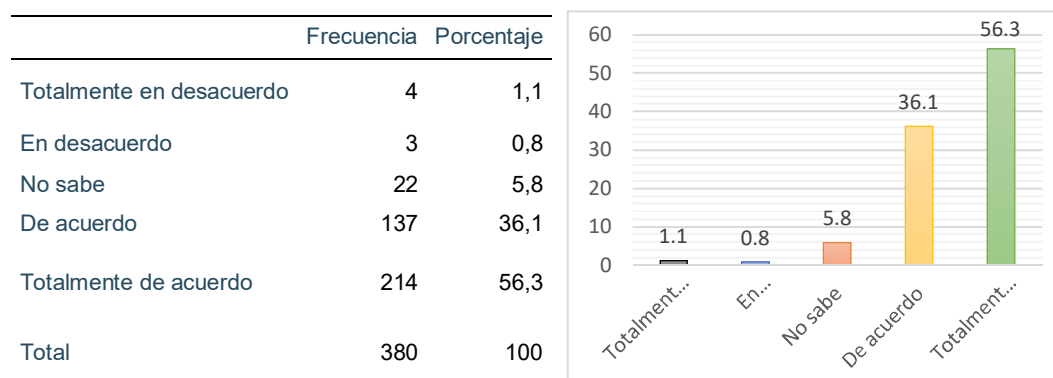 Frecuencia Porcentaje
Totalmente en desacuerdo 4 1,1
En desacuerdo 3 0,8
No sabe 22 5,8
De acuerdo 137 36,1
Totalmente de acuerdo 214 56,3
Total 380 100
60
50
40
30
20
10
0
1.1
0.8
5.8
36.1
56.3
Totalment...
En...
No sabe
De acuerdo
Totalment...